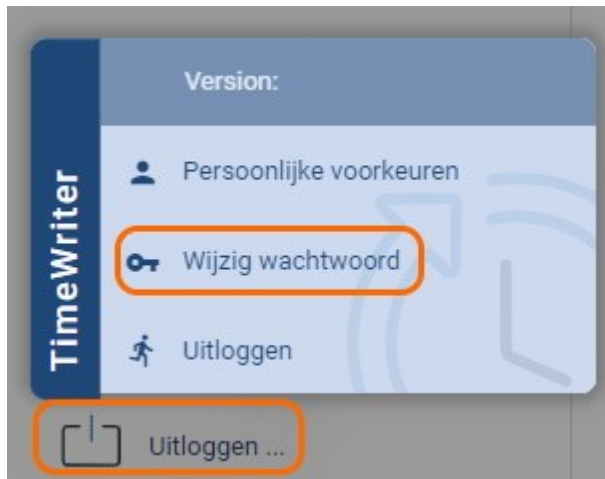 Version:
TimeWriter
Persoonlijke voorkeuren
Wijzig wachtwoord
Uitloggen
Uitloggen ...